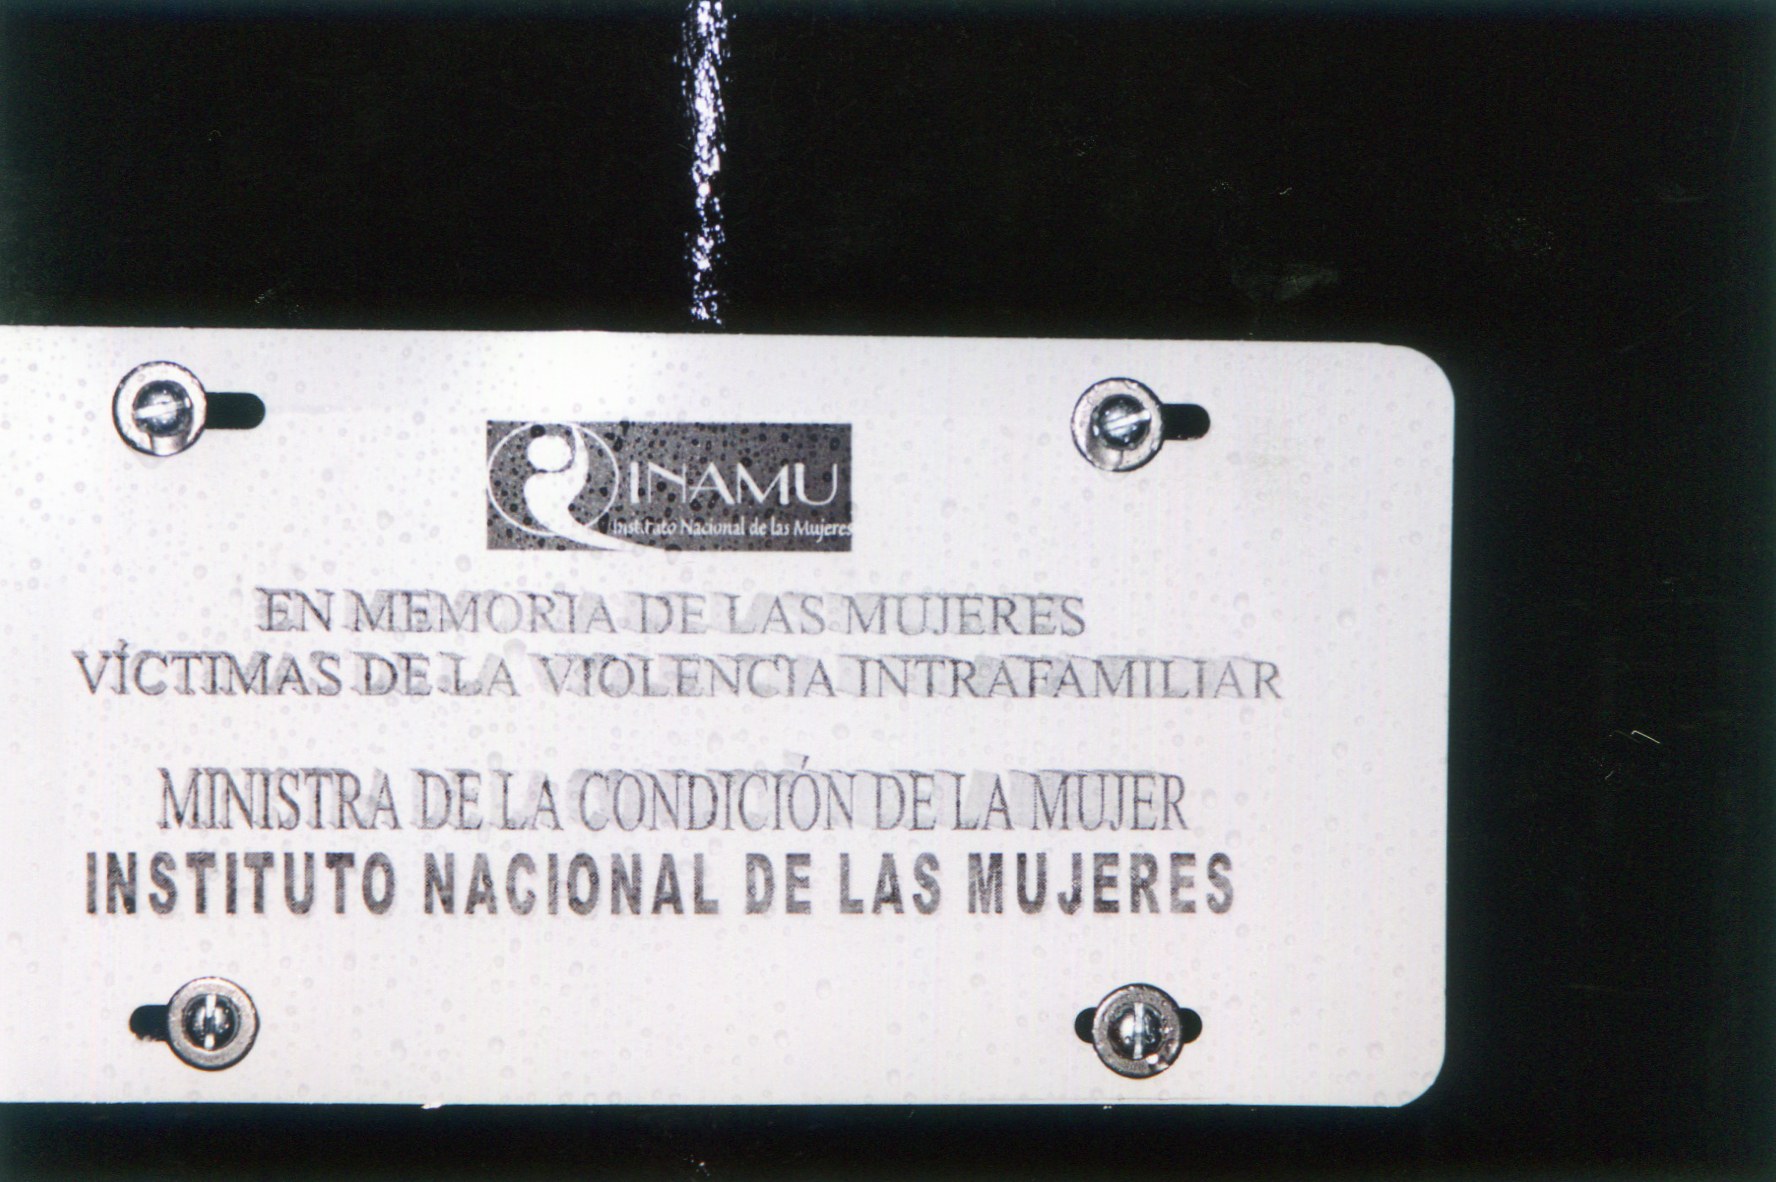 INAMU
Instituto Nacional de las Mujeres
EN MEMORIA DE LAS MUJERES
VÍCTIMAS DE LA VIOLENCIA INTRAFAMILIAR
MINISTRA DE LA CONDICIÓN DE LA MUJER
INSTITUTO NACIONAL DE LAS MUJERES